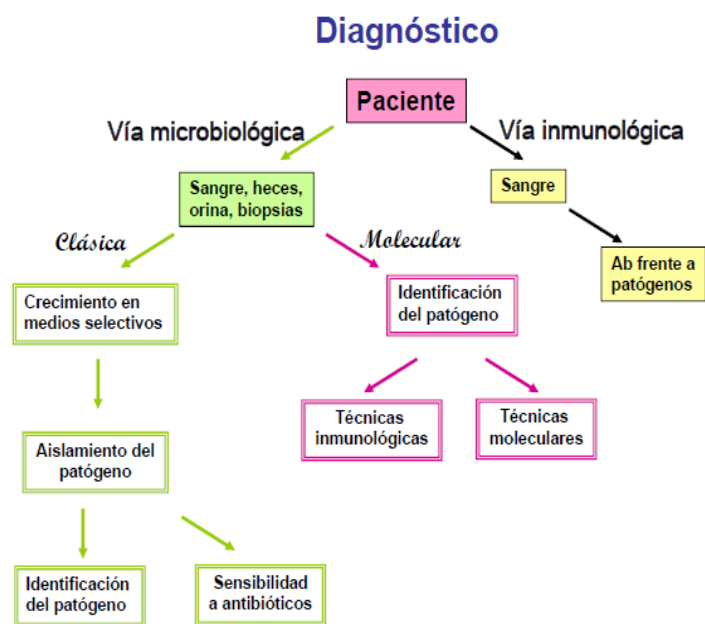 Diagnóstico
Paciente
Vía microbiológica
Vía inmunológica
Sangre, heces,
orina, biopsias
Sangre
Clásica
Molecular
Ab frente a
patógenos
Crecimiento en
medios selectivos
Identificación
del patógeno
Técnicas
inmunológicas
Técnicas
moleculares
Aislamiento del
patógeno
Identificación
del patógeno
Sensibilidad
a antibióticos